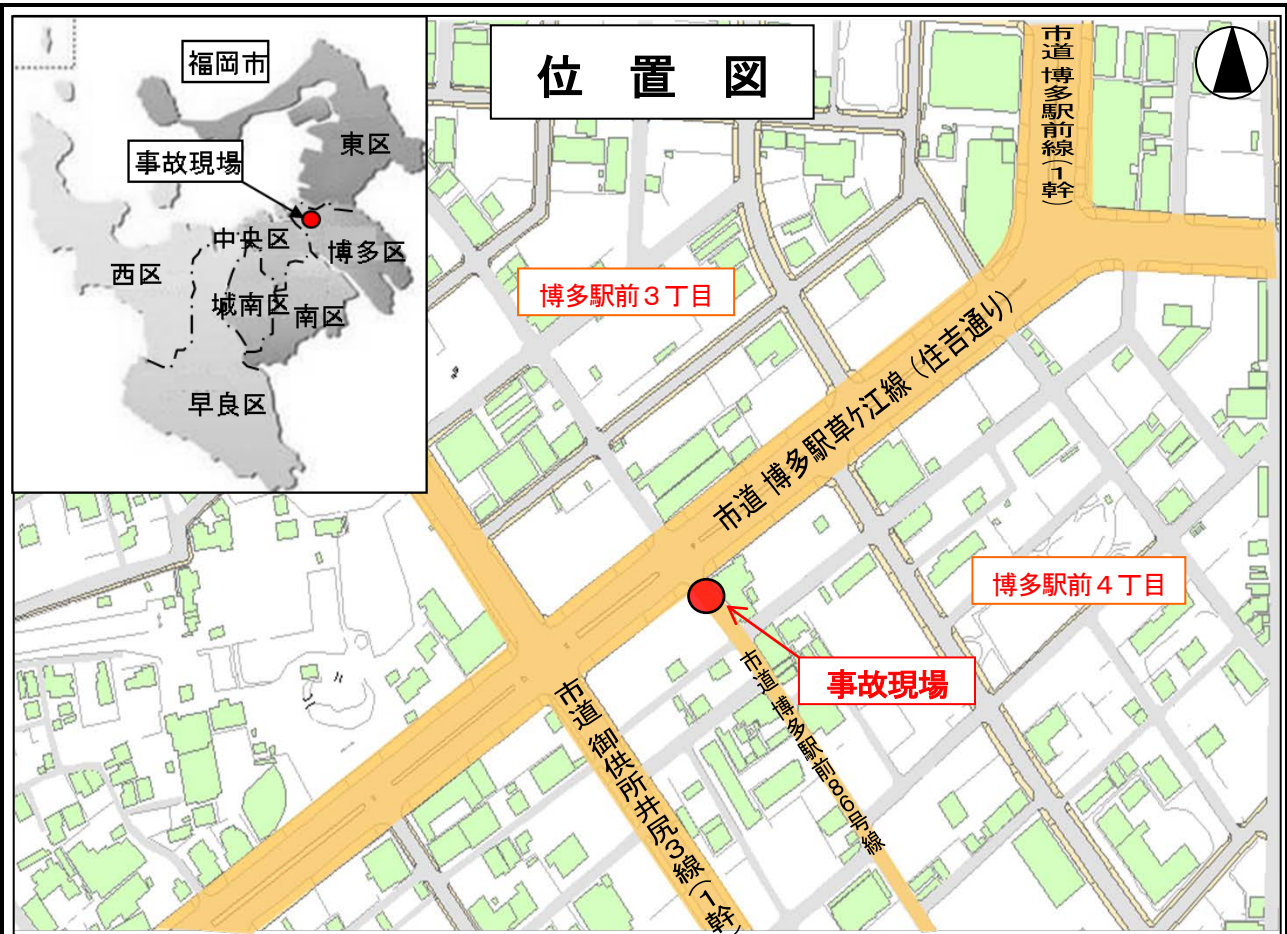 位 置 図
福岡市
事故現場
東区
中央区
博多区
西区
城南区
南区
早良区
市道 博多駅前線(1幹)
博多駅前3丁目
市道 博多駅草ケ江線(住吉通り)
博多駅前4丁目
事故現場
市道 博多駅前86号線
市道 御供所井尻3線(1幹)